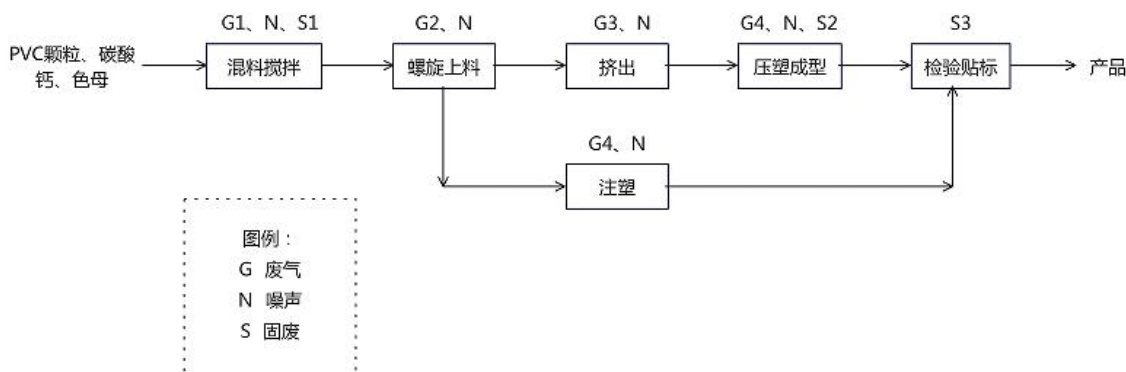 G1、N、S1
G2、N
G3、N
G4、N、S2
S3
PVC颗粒、碳酸
钙、色母
混料搅拌
螺旋上料
挤出
压塑成型
检验贴标
产品
G4、N
注塑
图例：
G 废气
N 噪声
S 固废